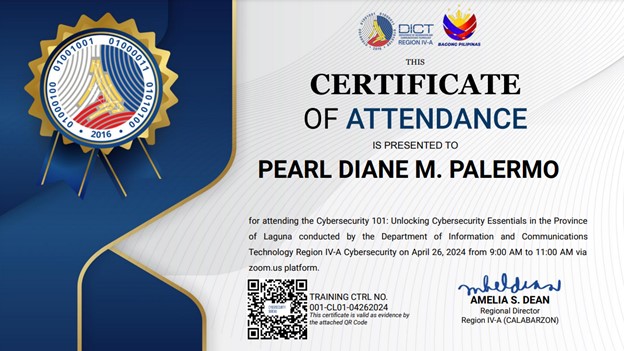 DICT
REGION IV-A
BAGONG PILIPINAS
01000100 01001001 01000011 01010100
• 2016 •
THIS
CERTIFICATE
OF ATTENDANCE
IS PRESENTED TO
PEARL DIANE M. PALERMO
for attending the Cybersecurity 101: Unlocking Cybersecurity Essentials in the Province
of Laguna conducted by the Department of Information and Communications
Technology Region IV-A Cybersecurity on April 26, 2024 from 9:00 AM to 11:00 AM via
zoom.us platform.
TRAINING CTRL NO.
001-CL01-04262024
This certificate is valid as evidence by
the attached QR Code
AMELIA S. DEAN
Regional Director
Region IV-A (CALABARZON)